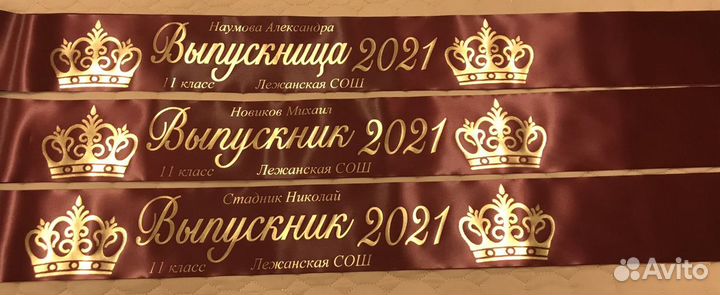 Наумова Александра
Выпускница 2021
11 класс Лежанская СОШ
Новиков Михаил
Выпускник 2021
11 класс Лежанская СОШ
Стадник Николай
Выпускник 2021
11 класс Лежанская СОШ
Avito